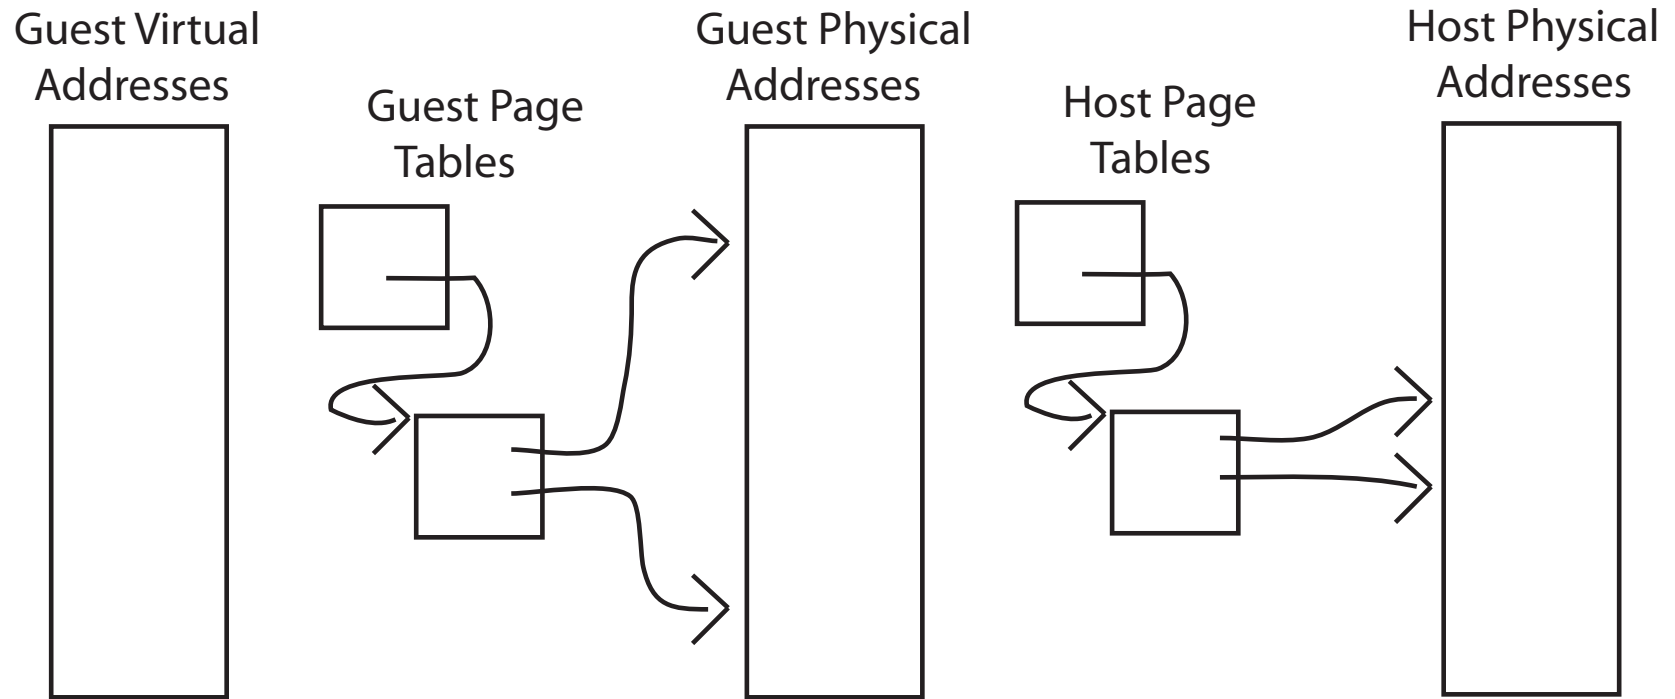 Guest Virtual
Addresses
Guest Page
Tables
Guest Physical
Addresses
Host Page
Tables
Host Physical
Addresses